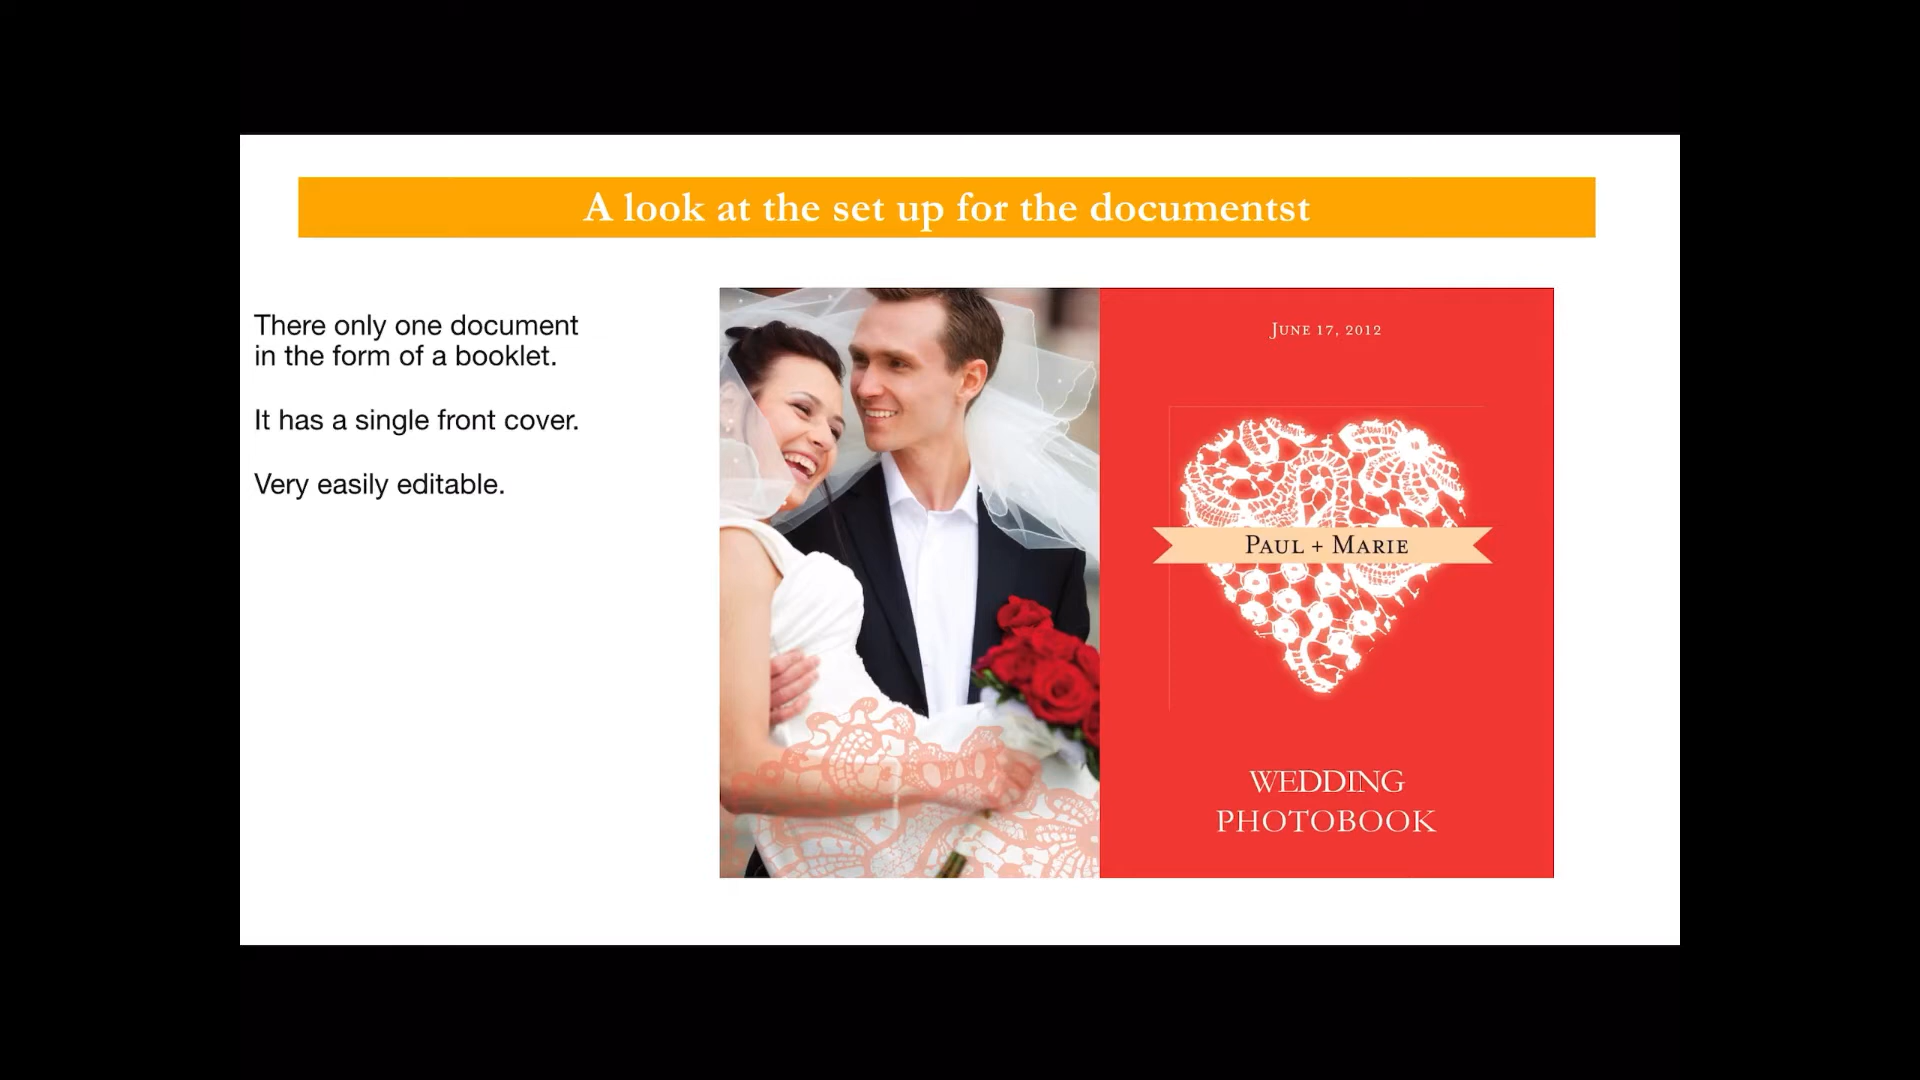 A look at the set up for the documentst
There only one document
in the form of a booklet.
It has a single front cover.
Very easily editable.
June 17, 2012
Paul + Marie
WEDDING
PHOTOBOOK